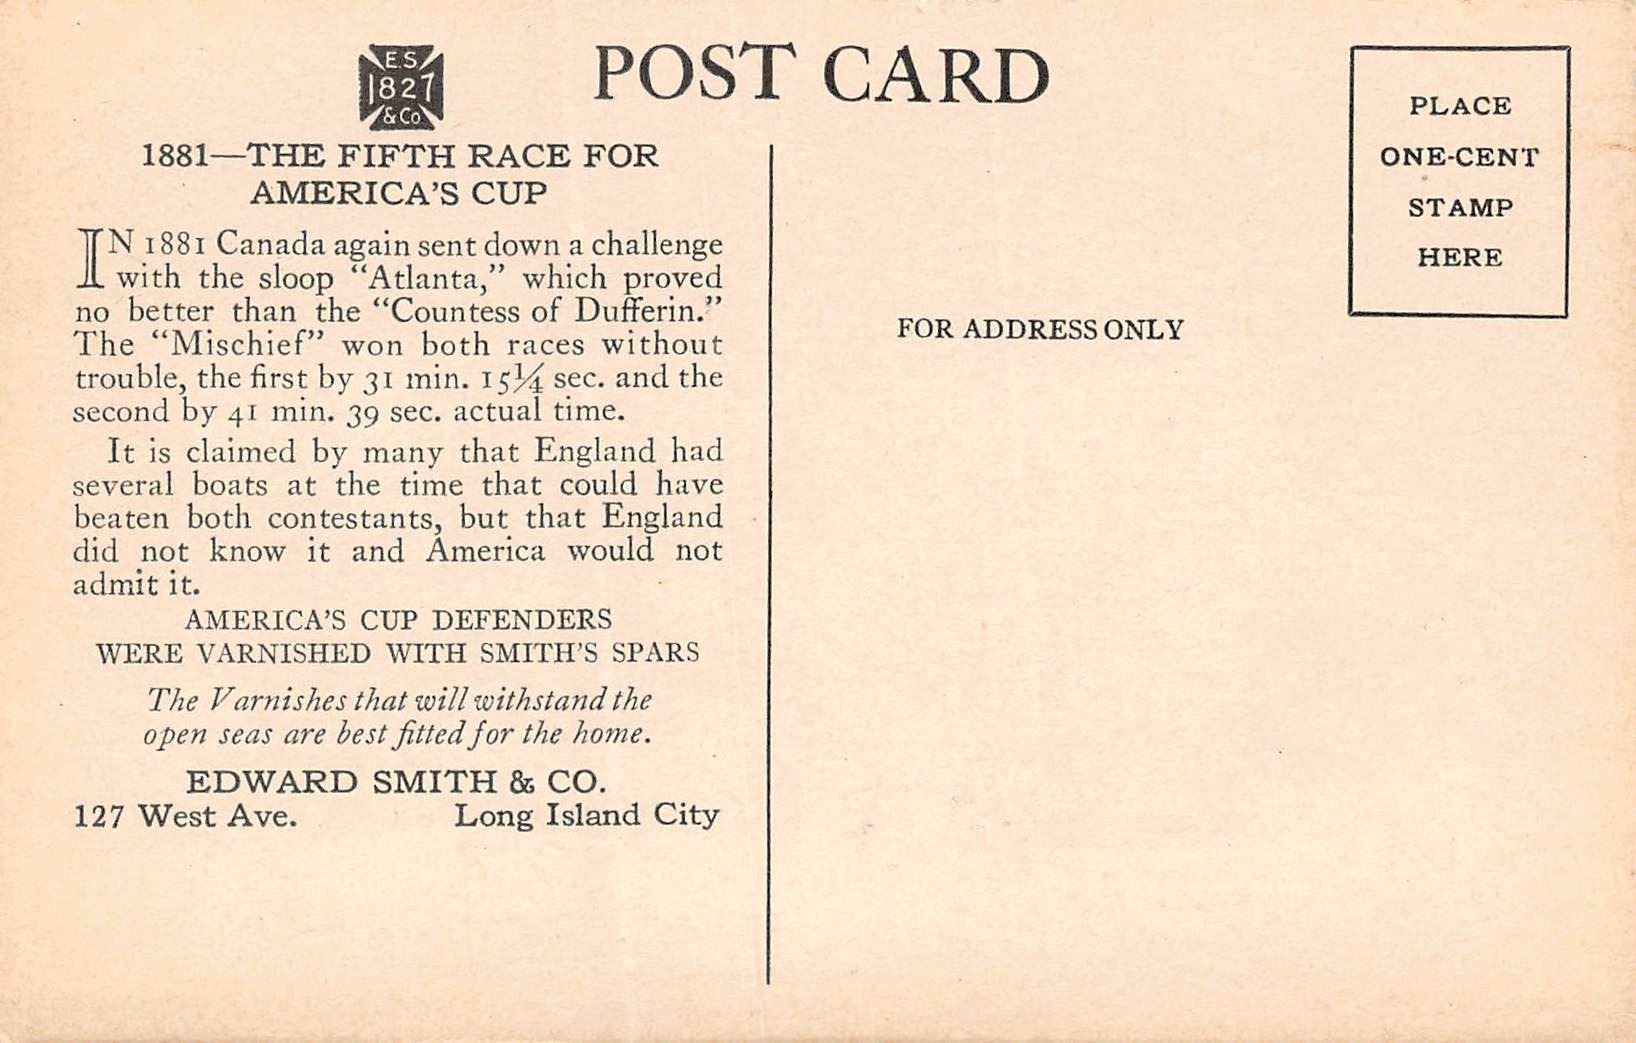 E.S.
1827
& Co
POST CARD
1881—THE FIFTH RACE FOR
AMERICA'S CUP
IN 1881 Canada again sent down a challenge
with the sloop “Atlanta,” which proved
no better than the “Countess of Dufferin.”
The “Mischief” won both races without
trouble, the first by 31 min. 15¼ sec. and the
second by 41 min. 39 sec. actual time.
It is claimed by many that England had
several boats at the time that could have
beaten both contestants, but that England
did not know it and America would not
admit it.
AMERICA'S CUP DEFENDERS
WERE VARNISHED WITH SMITH'S SPARS
The Varnishes that will withstand the
open seas are best fitted for the home.
EDWARD SMITH & CO.
127 West Ave. Long Island City
PLACE
ONE-CENT
STAMP
HERE
FOR ADDRESS ONLY